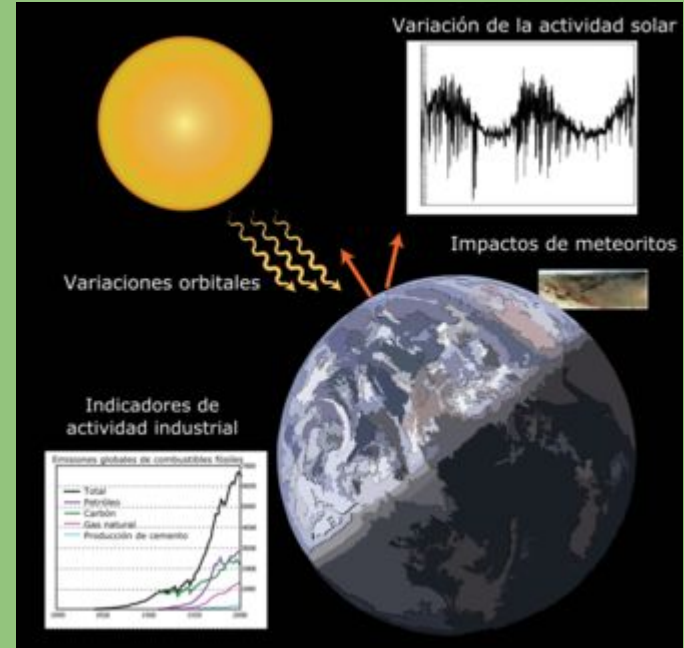 Variación de la actividad solar
Impactos de meteoritos
Variaciones orbitales
Indicadores de
actividad industrial
Emisiones globales de combustibles fósiles
Total
Petróleo
Carbón
Gas natural
Producción de cemento